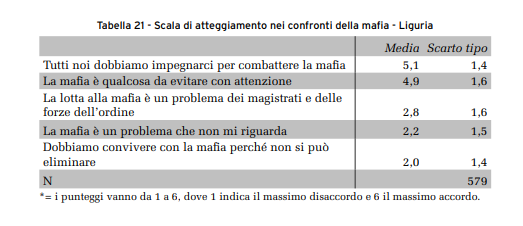 Tabella 21 - Scala di atteggiamento nei confronti della mafia - Liguria
Media Scarto tipo
Tutti noi dobbiamo impegnarci per combattere la mafia 5,1 1,4
La mafia è qualcosa da evitare con attenzione 4,9 1,6
La lotta alla mafia è un problema dei magistrati e delle
forze dell'ordine 2,8 1,6
La mafia è un problema che non mi riguarda 2,2 1,5
Dobbiamo convivere con la mafia perché non si può
eliminare 2,0 1,4
N 579
*= i punteggi vanno da 1 a 6, dove 1 indica il massimo disaccordo e 6 il massimo accordo.